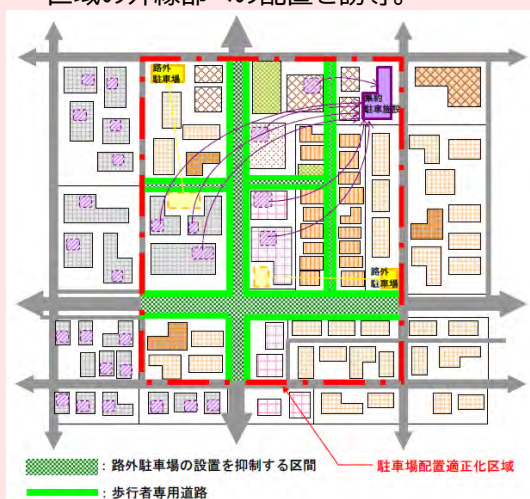 区域の外縁部への配置を誘導。
路外
駐車場
集約
駐車施設
路外
駐車場
：路外駐車場の設置を抑制する区間
駐車場配置適正化区域
：歩行者専用道路